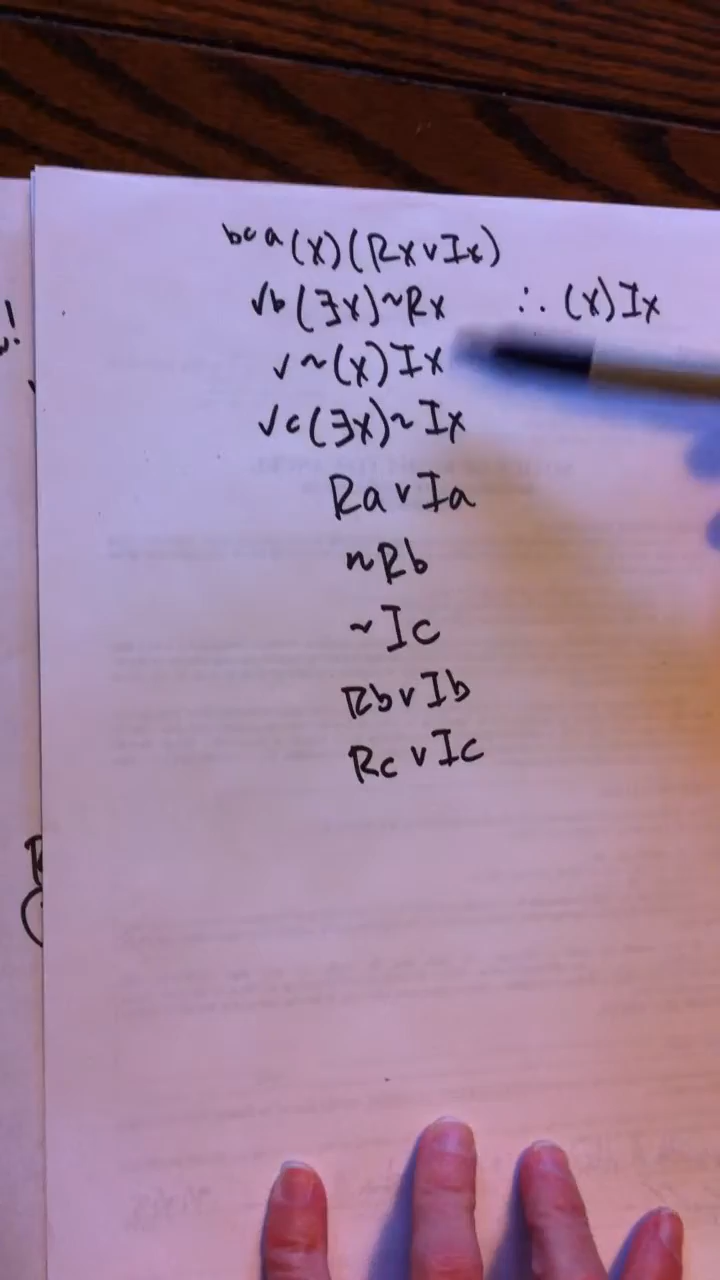 bca(x)(Rx∨Ix)
√b(∃x)~Rx ∴ (x)Ix
√~(x)Ix
√c(∃x)~Ix
Ra∨Ia
~Rb
~Ic
Rb∨Ib
Rc∨Ic